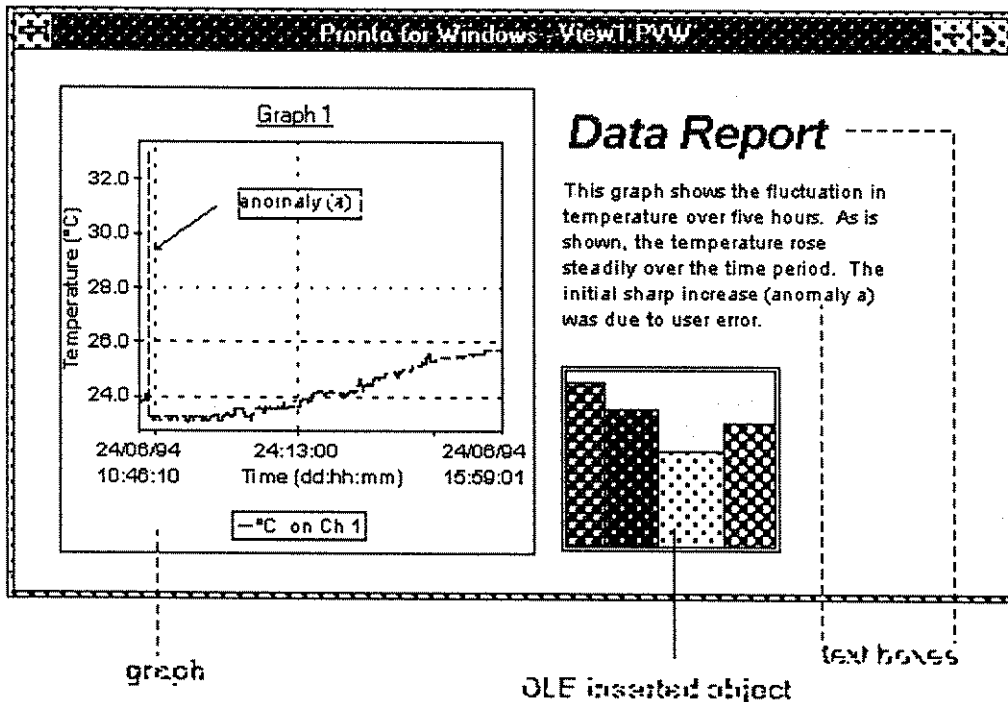 Pronto for Windows - View1.PVW
Graph 1
32.0
30.0
28.0
26.0
24.0
Temperature (°C)
anomaly (a)
24/06/94
10:46:10
24:13:00
Time (dd:hh:mm)
24/06/94
15:59:01
—°C on Ch 1
Data Report
This graph shows the fluctuation in
temperature over five hours. As is
shown, the temperature rose
steadily over the time period. The
initial sharp increase (anomaly a)
was due to user error.
graph
OLE inserted object
text boxes